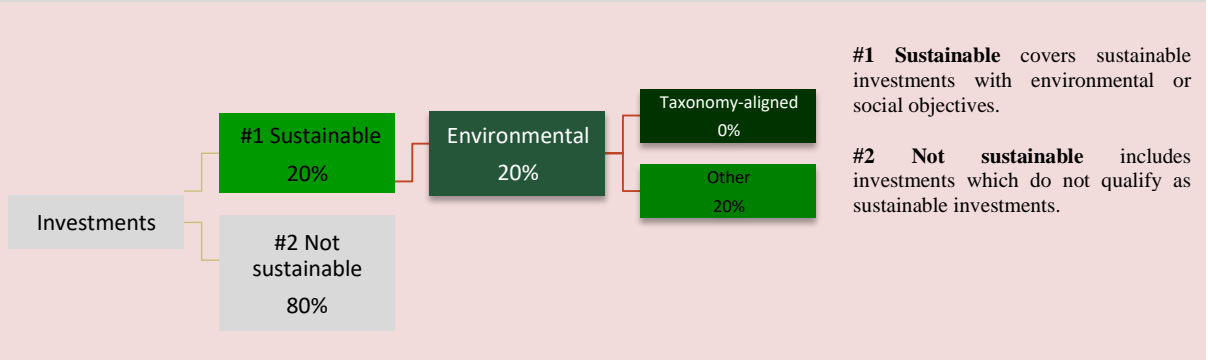 Investments
#1 Sustainable
20%
#2 Not
sustainable
80%
Environmental
20%
Taxonomy-aligned
0%
Other
20%
#1 Sustainable covers sustainable
investments with environmental or
social objectives.
#2 Not sustainable includes
investments which do not qualify as
sustainable investments.